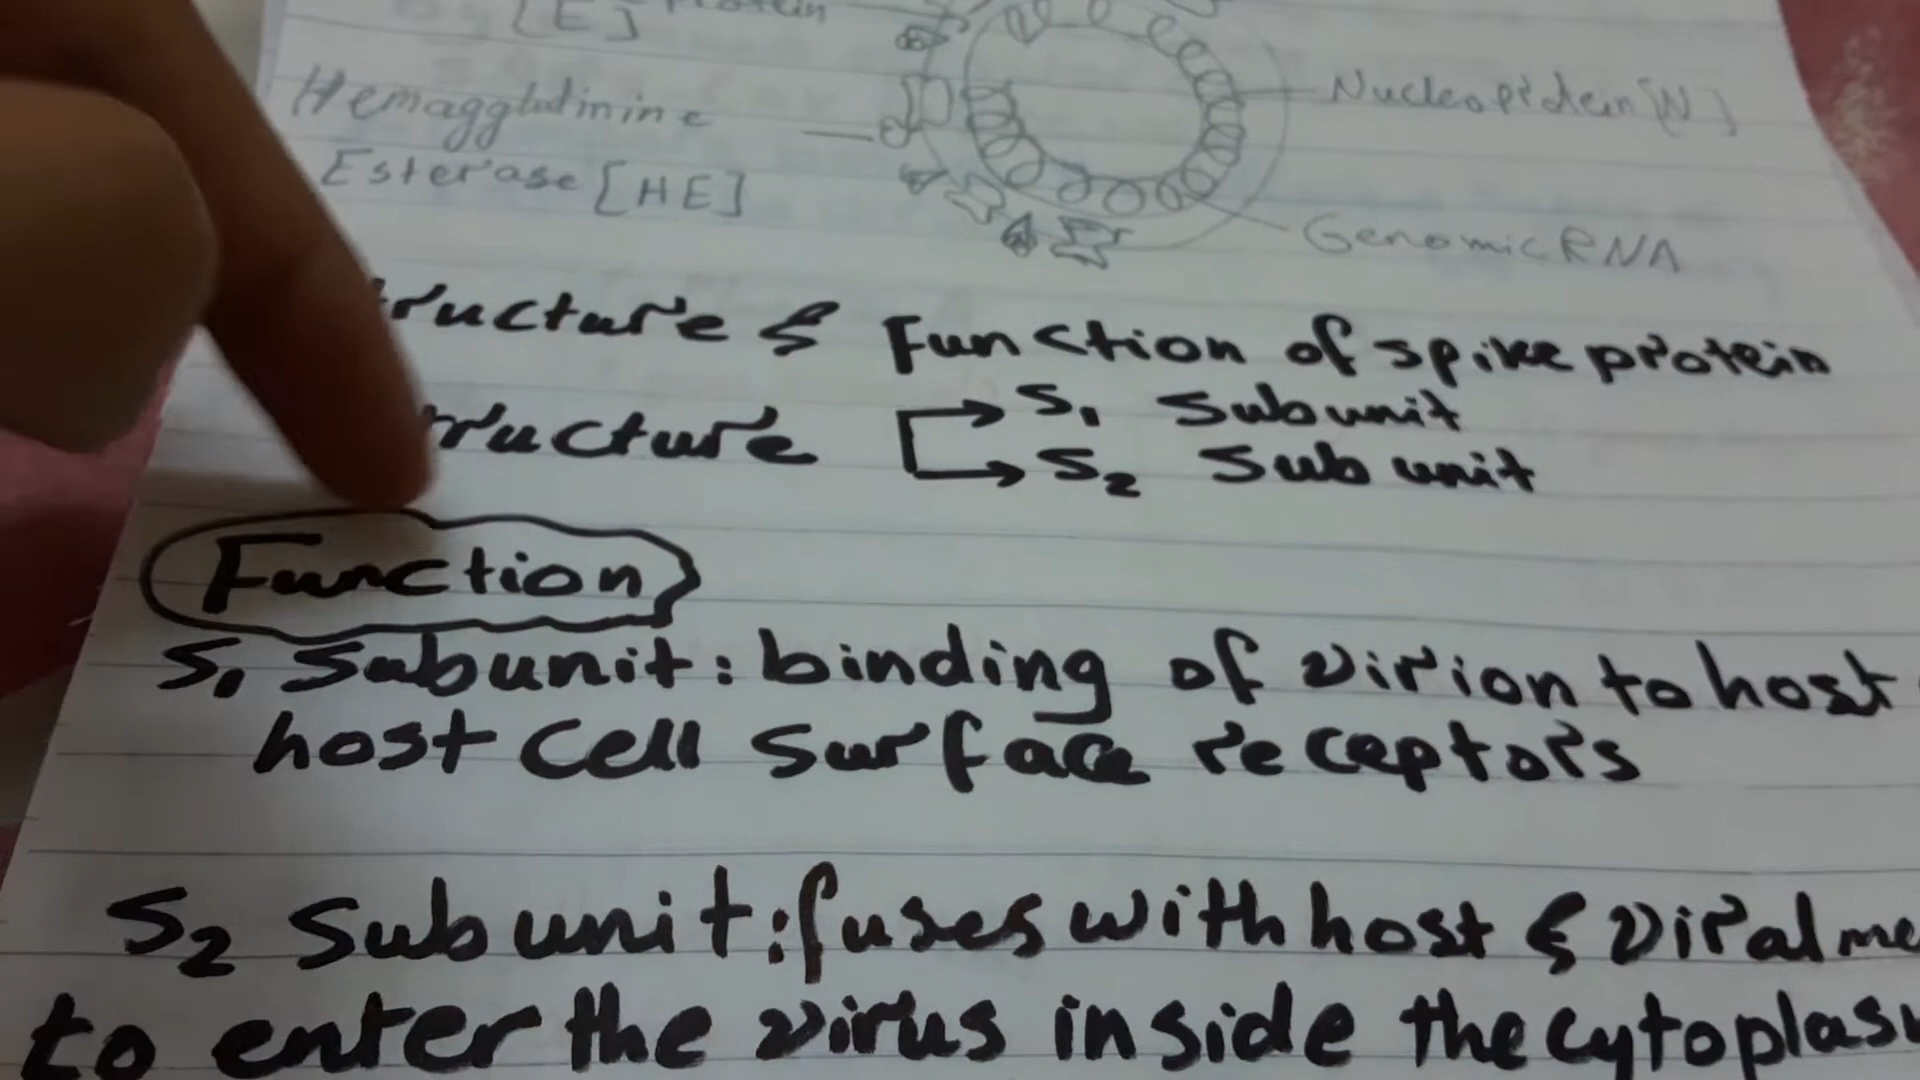 [E] protein
Hemagglutinine
Esterase [HE]
Nucleoprotein [N]
Genomic RNA
ructure & Function of spike protein
ructure
S1 Subunit
S2 Subunit
Function
S1 Subunit: binding of virion to host
host cell surface receptors
S2 Subunit: fuses with host & viral me
to enter the virus inside the cytoplas